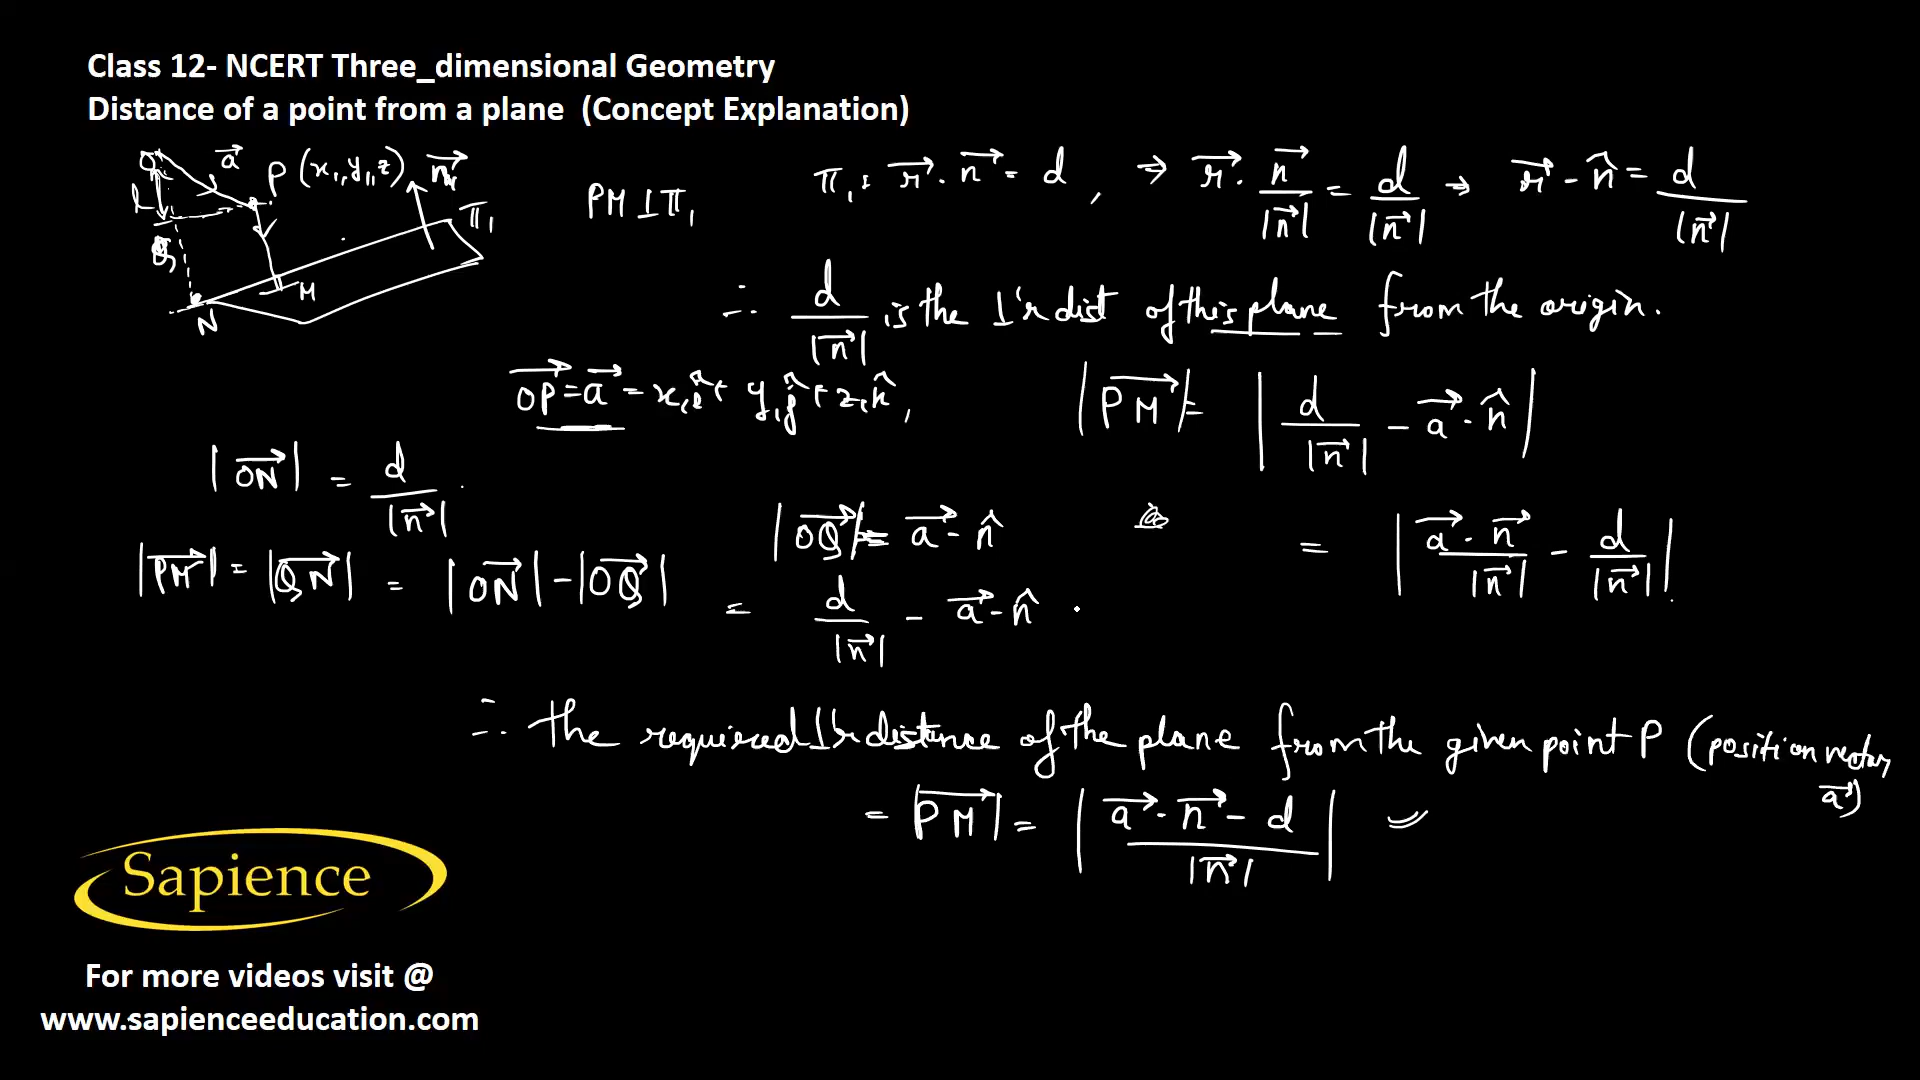 Class 12- NCERT Three_dimensional Geometry
Distance of a point from a plane (Concept Explanation)
a⃗ P (x₁, y₁, z₁) n⃗
π₁
M
N
PM ⊥ π₁
π₁: r⃗ . n⃗ = d , → r⃗ . n⃗/|n⃗| = d/|n⃗| → r⃗ . n̂ = d/|n⃗|
∴ d/|n⃗| is the ⊥'r dist of this plane from the origin.
OP⃗ = a⃗ = x₁î + y₁ĵ + z₁k̂ ,
|PM⃗| = | d/|n⃗| - a⃗ . n̂ |
|ON⃗| = d/|n⃗| .
|OQ⃗| = a⃗ . n̂
= | a⃗ . n⃗/|n⃗| - d/|n⃗| | .
|PM⃗| = |QN⃗| = |ON⃗| - |OQ⃗| = d/|n⃗| - a⃗ . n̂ .
∴ the required ⊥r distance of the plane from the given point P (position vector a⃗)
= |PM⃗| = | (a⃗ . n⃗ - d)/|n⃗| |
Sapience
For more videos visit @
www.sapienceeducation.com